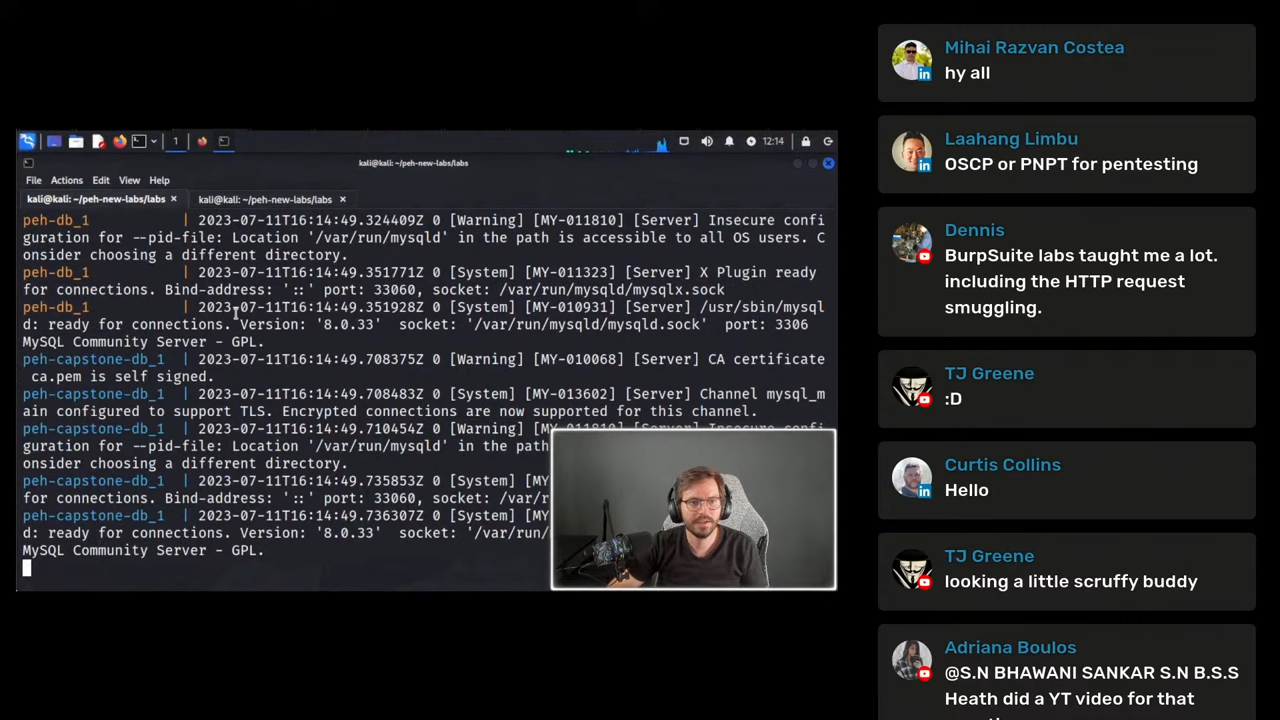 1
12:14
kali@kali: ~/peh-new-labs/labs
File Actions Edit View Help
kali@kali: ~/peh-new-labs/labs
kali@kali: ~/peh-new-labs/labs
peh-db_1 | 2023-07-11T16:14:49.324409Z 0 [Warning] [MY-011810] [Server] Insecure confi
guration for --pid-file: Location '/var/run/mysqld' in the path is accessible to all OS users. C
onsider choosing a different directory.
peh-db_1 | 2023-07-11T16:14:49.351771Z 0 [System] [MY-011323] [Server] X Plugin ready
for connections. Bind-address: '::' port: 33060, socket: /var/run/mysqld/mysqlx.sock
peh-db_1 | 2023-07-11T16:14:49.351928Z 0 [System] [MY-010931] [Server] /usr/sbin/mysql
d: ready for connections. Version: '8.0.33' socket: '/var/run/mysqld/mysqld.sock' port: 3306
MySQL Community Server - GPL.
peh-capstone-db_1 | 2023-07-11T16:14:49.708375Z 0 [Warning] [MY-010068] [Server] CA certificate
ca.pem is self signed.
peh-capstone-db_1 | 2023-07-11T16:14:49.708483Z 0 [System] [MY-013602] [Server] Channel mysql_m
ain configured to support TLS. Encrypted connections are now supported for this channel.
peh-capstone-db_1 | 2023-07-11T16:14:49.710454Z 0 [Warning] [MY-011810] [Server] Insecure confi
guration for --pid-file: Location '/var/run/mysqld' in the path
onsider choosing a different directory.
peh-capstone-db_1 | 2023-07-11T16:14:49.735853Z 0 [System] [M
for connections. Bind-address: '::' port: 33060, socket: /var/r
peh-capstone-db_1 | 2023-07-11T16:14:49.736307Z 0 [System] [M
d: ready for connections. Version: '8.0.33' socket: '/var/run/
MySQL Community Server - GPL.
Mihai Razvan Costea
hy all
Laahang Limbu
OSCP or PNPT for pentesting
Dennis
BurpSuite labs taught me a lot.
including the HTTP request
smuggling.
TJ Greene
:D
Curtis Collins
Hello
TJ Greene
looking a little scruffy buddy
Adriana Boulos
@S.N BHAWANI SANKAR S.N B.S.S
Heath did a YT video for that